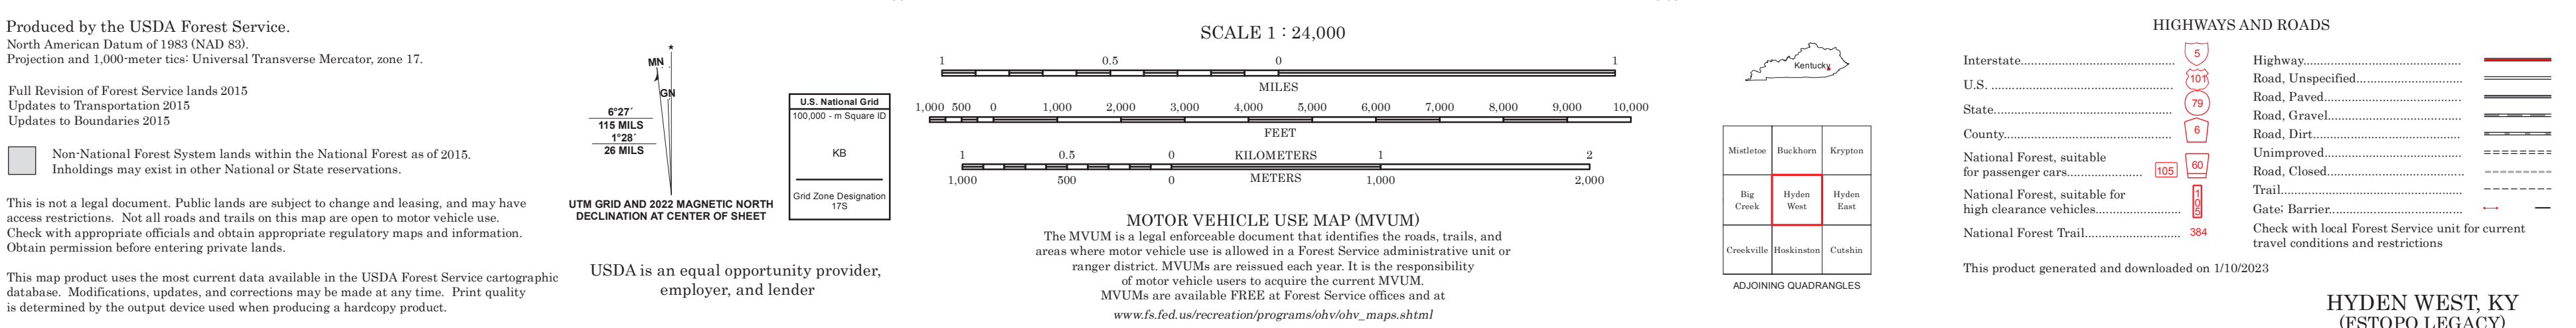 Produced by the USDA Forest Service.
North American Datum of 1983 (NAD 83).
Projection and 1,000-meter tics: Universal Transverse Mercator, zone 17.
Full Revision of Forest Service lands 2015
Updates to Transportation 2015
Updates to Boundaries 2015
Non-National Forest System lands within the National Forest as of 2015.
Inholdings may exist in other National or State reservations.
This is not a legal document. Public lands are subject to change and leasing, and may have
access restrictions. Not all roads and trails on this map are open to motor vehicle use.
Check with appropriate officials and obtain appropriate regulatory maps and information.
Obtain permission before entering private lands.
This map product uses the most current data available in the USDA Forest Service cartographic
database. Modifications, updates, and corrections may be made at any time. Print quality
is determined by the output device used when producing a hardcopy product.
MN
GN
6°27´
115 MILS
1°28´
26 MILS
UTM GRID AND 2022 MAGNETIC NORTH
DECLINATION AT CENTER OF SHEET
U.S. National Grid
100,000 - m Square ID
KB
Grid Zone Designation
17S
USDA is an equal opportunity provider,
employer, and lender
SCALE 1 : 24,000
1 0.5 0 1
MILES
1,000 500 0 1,000 2,000 3,000 4,000 5,000 6,000 7,000 8,000 9,000 10,000
FEET
1 0.5 0 KILOMETERS 1 2
1,000 500 0 METERS 1,000 2,000
MOTOR VEHICLE USE MAP (MVUM)
The MVUM is a legal enforceable document that identifies the roads, trails, and
areas where motor vehicle use is allowed in a Forest Service administrative unit or
ranger district. MVUMs are reissued each year. It is the responsibility
of motor vehicle users to acquire the current MVUM.
MVUMs are available FREE at Forest Service offices and at
www.fs.fed.us/recreation/programs/ohv/ohv_maps.shtml
Kentucky
Mistletoe Buckhorn Krypton
Big Creek Hyden West Hyden East
Creekville Hoskinston Cutshin
ADJOINING QUADRANGLES
HIGHWAYS AND ROADS
Interstate........................................ 5
U.S. ................................................ 101
State............................................... 79
County............................................ 6
National Forest, suitable
for passenger cars.................... 105 60
National Forest, suitable for
high clearance vehicles...................... 105
National Forest Trail........................ 384
Highway.........................................
Road, Unspecified............................
Road, Paved....................................
Road, Gravel...................................
Road, Dirt.......................................
Unimproved....................................
Road, Closed...................................
Trail................................................
Gate; Barrier...................................
Check with local Forest Service unit for current
travel conditions and restrictions
This product generated and downloaded on 1/10/2023
HYDEN WEST, KY
(FSTOPO LEGACY)